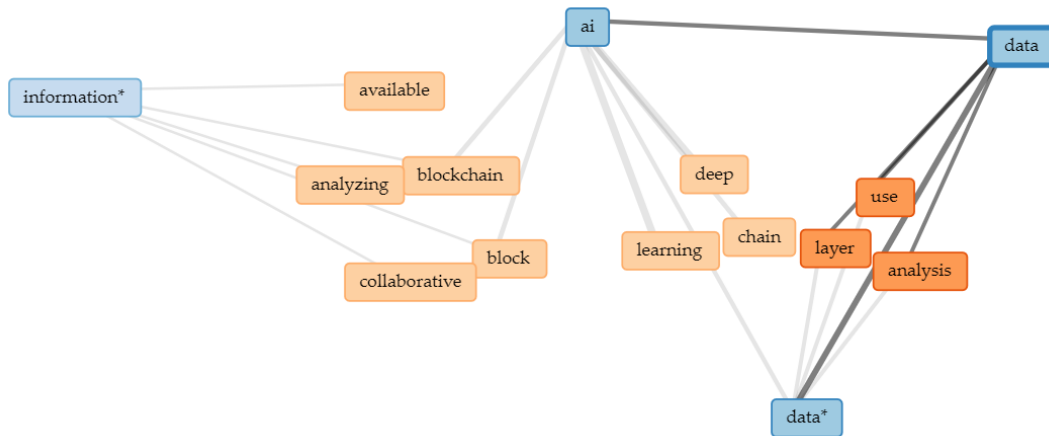 ai
data
information*
available
blockchain
analyzing
deep
use
chain
layer
learning
block
analysis
collaborative
data*